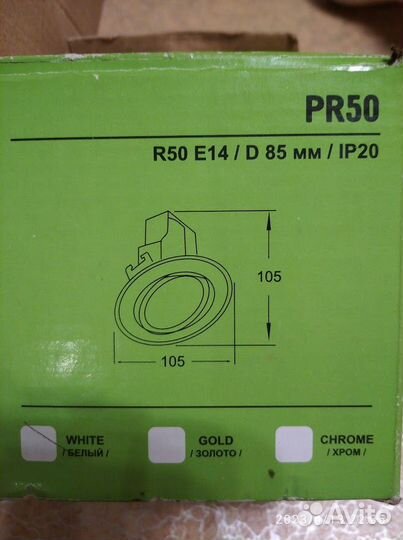 PR50
R50 E14 / D 85 мм / IP20
105
105
WHITE
/ БЕЛЫЙ /
GOLD
/ ЗОЛОТО /
CHROME
/ ХРОМ /
Avito